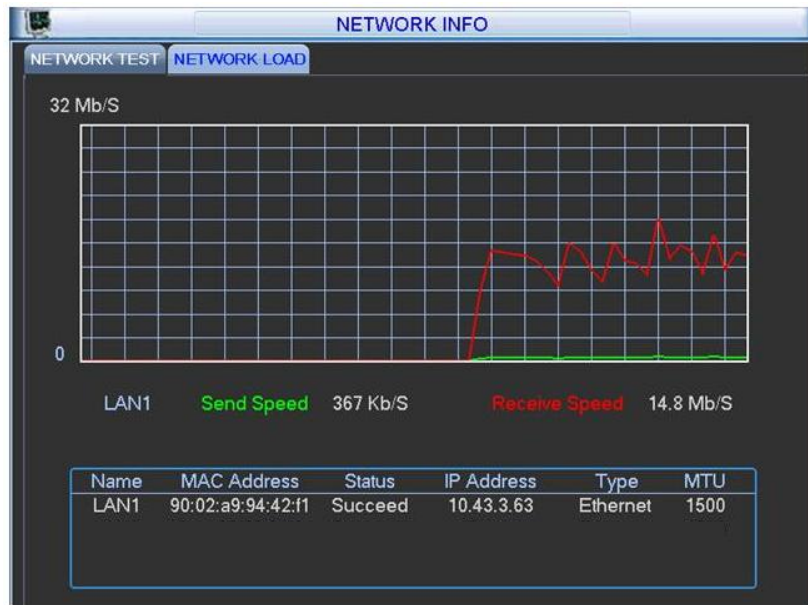 NETWORK INFO
NETWORK TEST NETWORK LOAD
32 Mb/S
0
LAN1 Send Speed 367 Kb/S Receive Speed 14.8 Mb/S
Name MAC Address Status IP Address Type MTU
LAN1 90:02:a9:94:42:f1 Succeed 10.43.3.63 Ethernet 1500